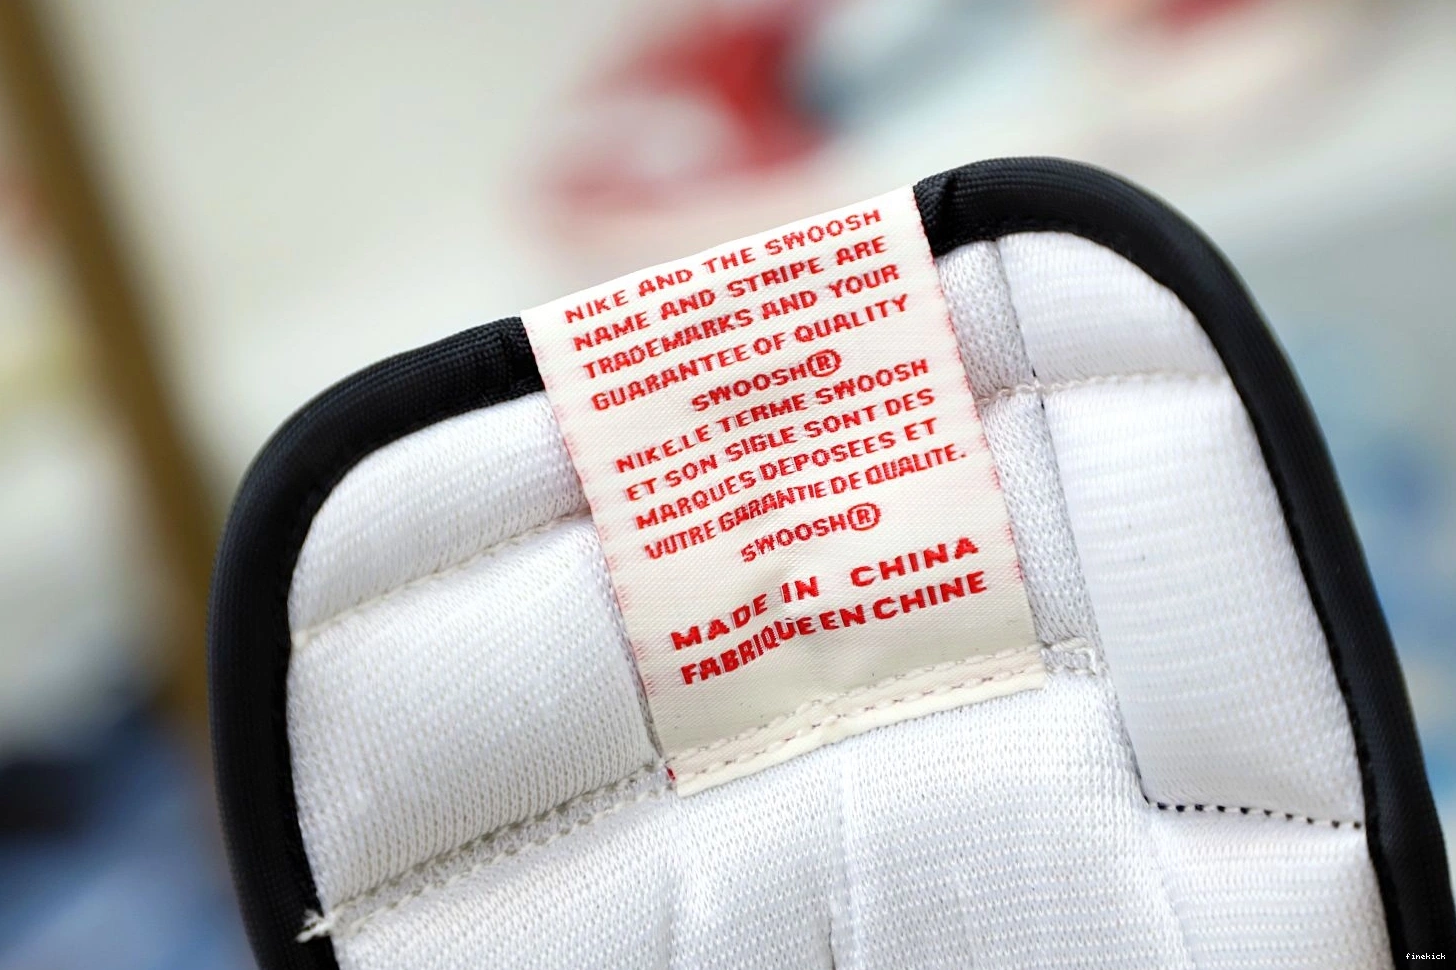 NIKE AND THE SWOOSH
NAME AND STRIPE ARE
TRADEMARKS AND YOUR
GUARANTEE OF QUALITY
SWOOSH®
NIKE.LE TERME SWOOSH
ET SON SIGLE SONT DES
MARQUES DEPOSEES ET
VUTRE GARANTIE DE QUALITE.
SWOOSH®
MADE IN CHINA
FABRIQUE EN CHINE
finekick